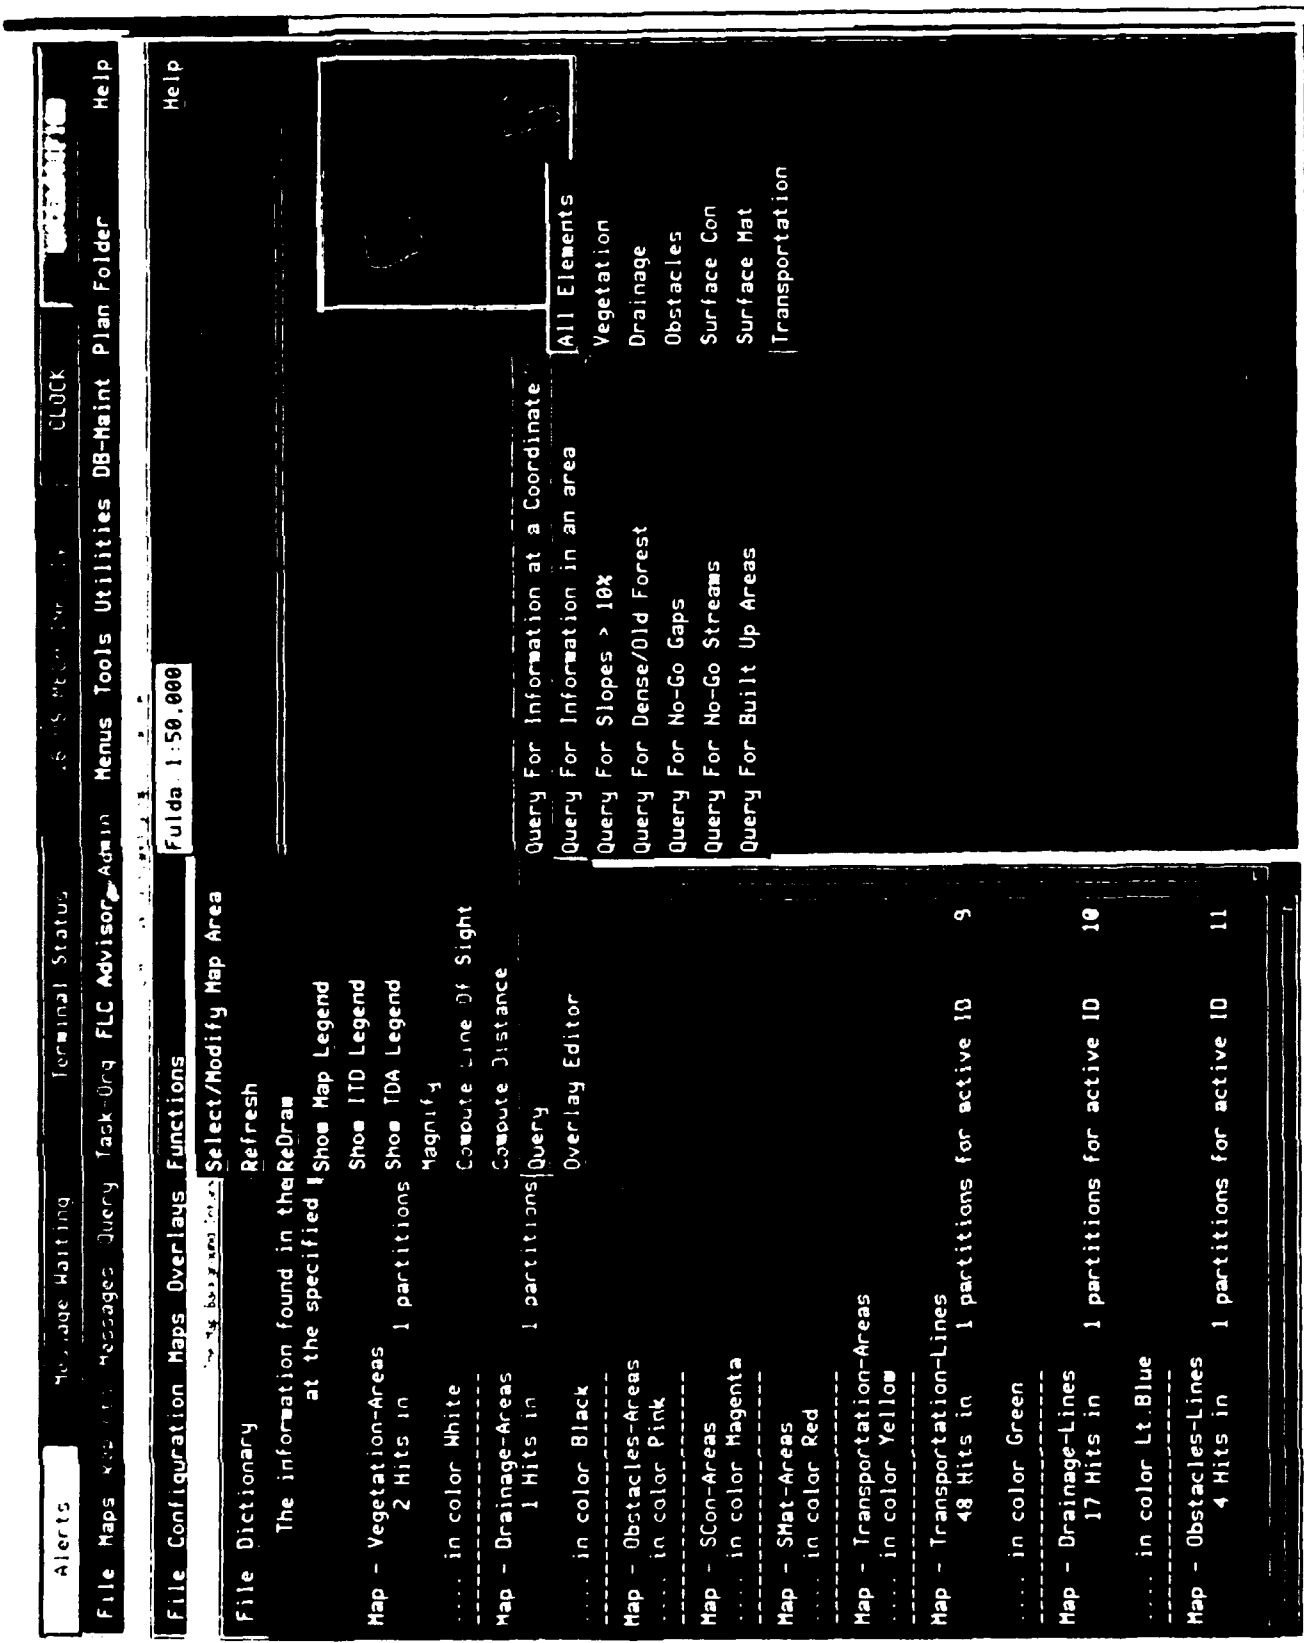 Alerts
Message Waiting
Terminal Status
CLOCK
File Maps Messages Query Task-Org FLC Advisor Admin Menus Tools Utilities DB-Maint Plan Folder Help
File Configuration Maps Overlays Functions
Fulda 1:50,000
Help
Select/Modify Map Area
Refresh
ReDraw
Show Map Legend
Show ITD Legend
Show TDA Legend
Magnify
Compute Line Of Sight
Compute Distance
Query
Overlay Editor
File Dictionary
The information found in the
at the specified
Map - Vegetation-Areas
2 Hits in 1 partitions
.... in color White
Map - Drainage-Areas
1 Hits in 1 partitions
.... in color Black
Map - Obstacles-Areas
.... in color Pink
Map - SCon-Areas
.... in color Magenta
Map - SMat-Areas
.... in color Red
Map - Transportation-Areas
.... in color Yellow
Map - Transportation-Lines
48 Hits in 1 partitions for active ID 9
.... in color Green
Map - Drainage-Lines
17 Hits in 1 partitions for active ID 10
.... in color Lt.Blue
Map - Obstacles-Lines
4 Hits in 1 partitions for active ID 11
Query For Information at a Coordinate
Query For Information in an area
Query For Slopes > 10%
Query For Dense/Old Forest
Query For No-Go Gaps
Query For No-Go Streams
Query For Built Up Areas
All Elements
Vegetation
Drainage
Obstacles
Surface Con
Surface Mat
Transportation